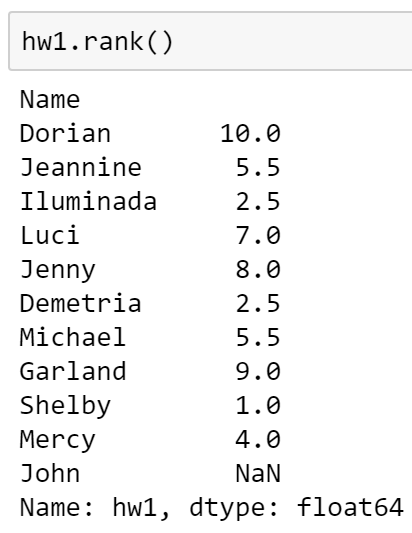 hw1.rank()
Name
Dorian 10.0
Jeannine 5.5
Iluminada 2.5
Luci 7.0
Jenny 8.0
Demetria 2.5
Michael 5.5
Garland 9.0
Shelby 1.0
Mercy 4.0
John NaN
Name: hw1, dtype: float64